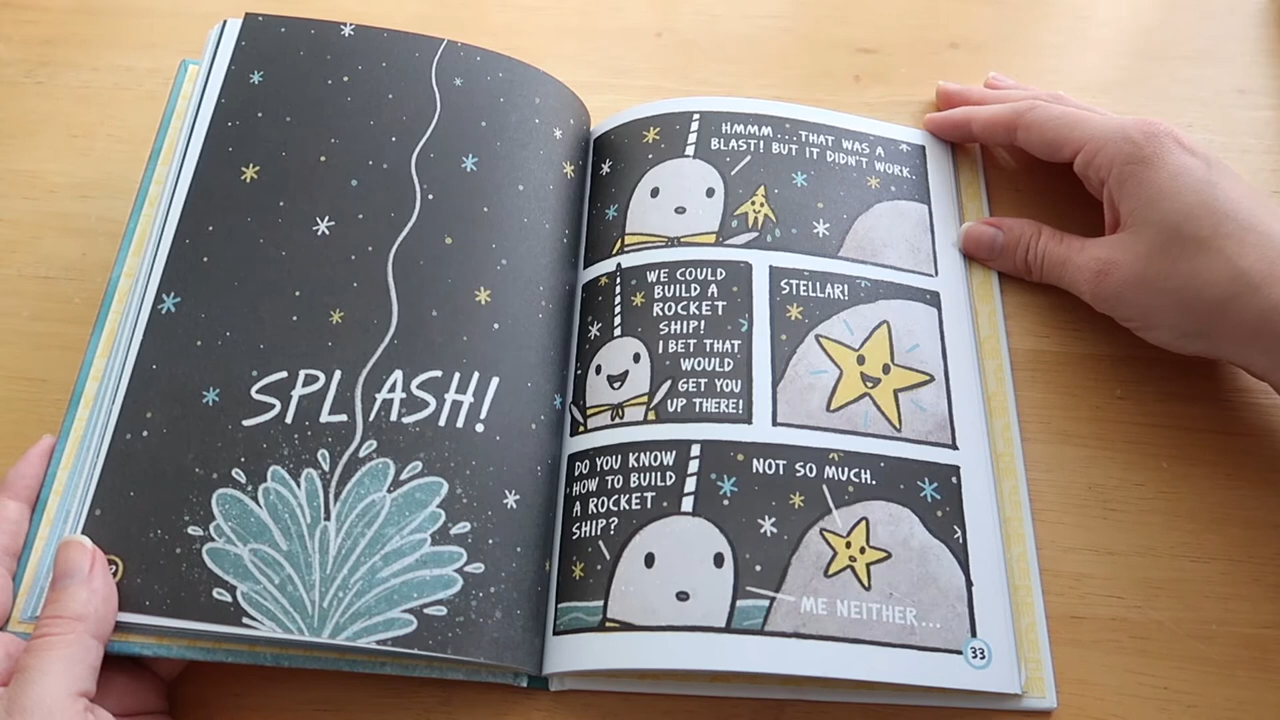 SPLASH!
HMMM...THAT WAS A
BLAST! BUT IT DIDN'T WORK.
WE COULD
BUILD A
ROCKET
SHIP!
I BET THAT
WOULD
GET YOU
UP THERE!
STELLAR!
DO YOU KNOW
HOW TO BUILD
A ROCKET
SHIP?
NOT SO MUCH.
ME NEITHER...
33